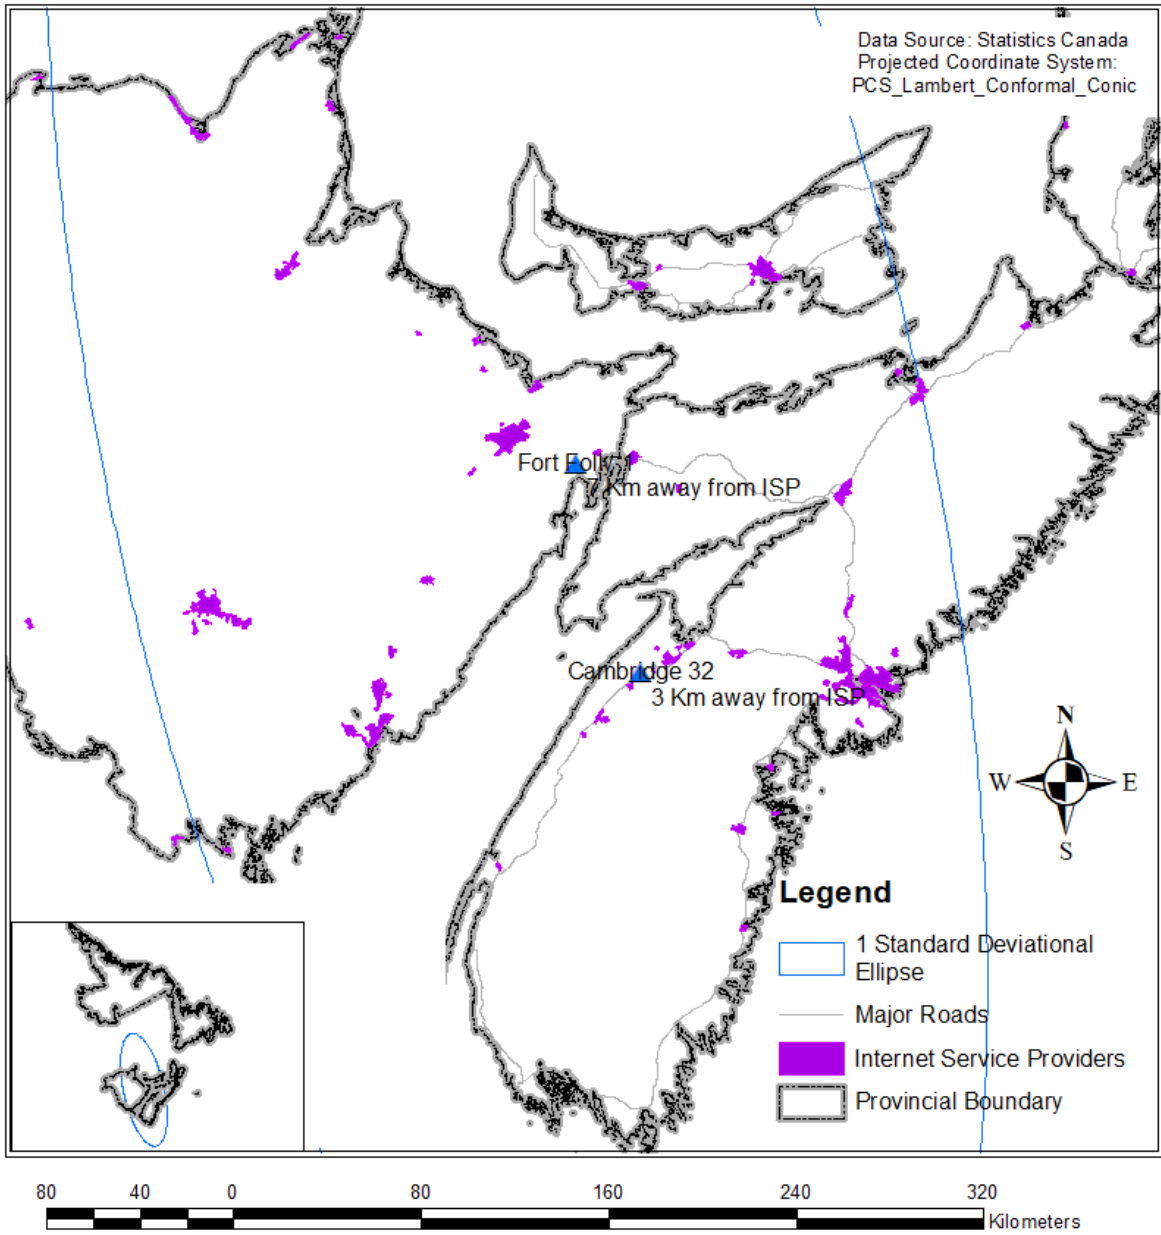 Data Source: Statistics Canada
Projected Coordinate System:
PCS_Lambert_Conformal_Conic
Fort Folly 1
7 Km away from ISP
Cambridge 32
3 Km away from ISP
N
W
E
S
Legend
1 Standard Deviational
Ellipse
Major Roads
Internet Service Providers
Provincial Boundary
80 40 0 80 160 240 320
Kilometers